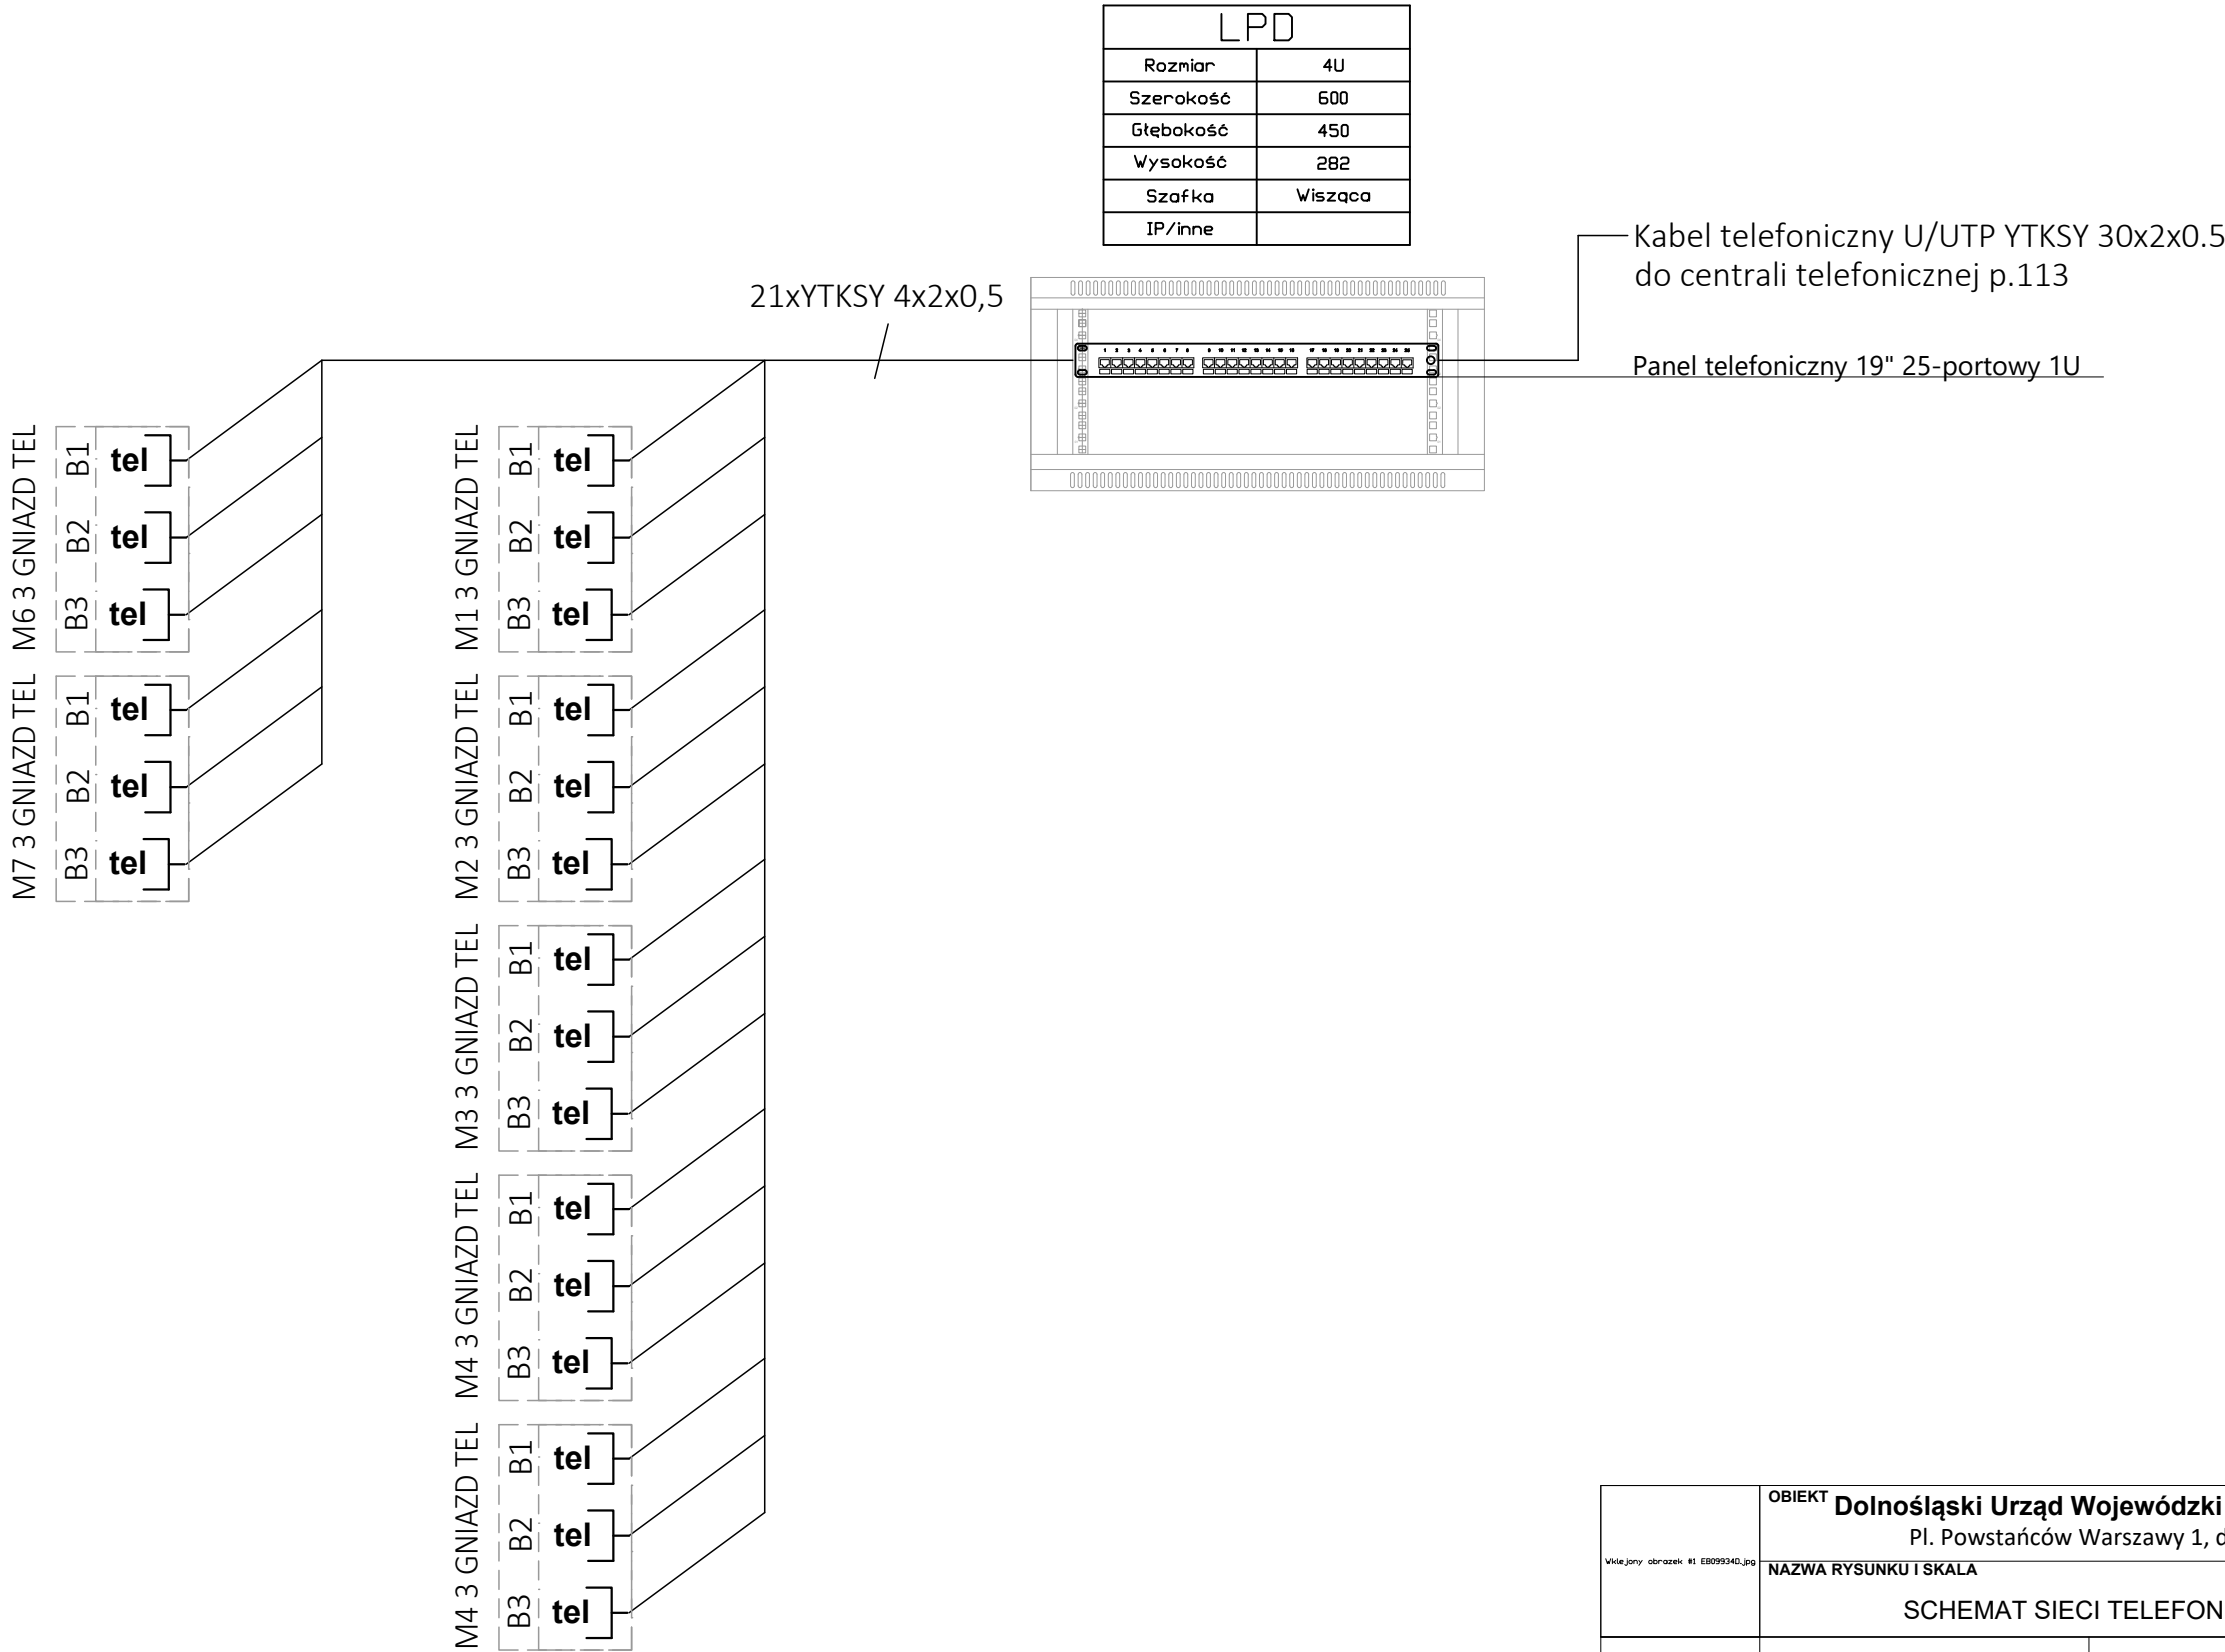 LPD
Rozmiar 4U
Szerokość 600
Głębokość 450
Wysokość 282
Szafka Wisząca
IP/inne
Kabel telefoniczny U/UTP YTKSY 30x2x0.5
do centrali telefonicznej p.113
21xYTKSY 4x2x0,5
Panel telefoniczny 19" 25-portowy 1U
M6 3 GNIAZD TEL
B1 tel
B2 tel
B3 tel
M7 3 GNIAZD TEL
B1 tel
B2 tel
B3 tel
M1 3 GNIAZD TEL
B1 tel
B2 tel
B3 tel
M2 3 GNIAZD TEL
B1 tel
B2 tel
B3 tel
M3 3 GNIAZD TEL
B1 tel
B2 tel
B3 tel
M4 3 GNIAZD TEL
B1 tel
B2 tel
B3 tel
M4 3 GNIAZD TEL
B1 tel
B2 tel
B3 tel
Wklejony obrazek #1 EB09934D.jpg
OBIEKT Dolnośląski Urząd Wojewódzki
Pl. Powstańców Warszawy 1, d
NAZWA RYSUNKU I SKALA
SCHEMAT SIECI TELEFON